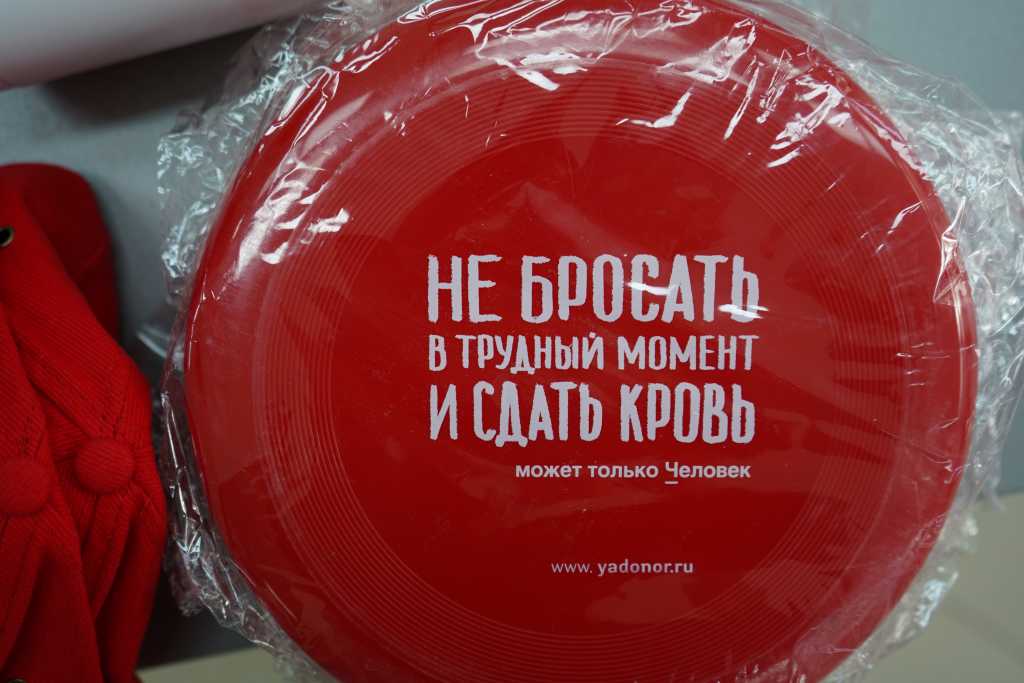 НЕ БРОСАТЬ
В ТРУДНЫЙ МОМЕНТ
И СДАТЬ КРОВЬ
может только Человек
www. yadonor.ru